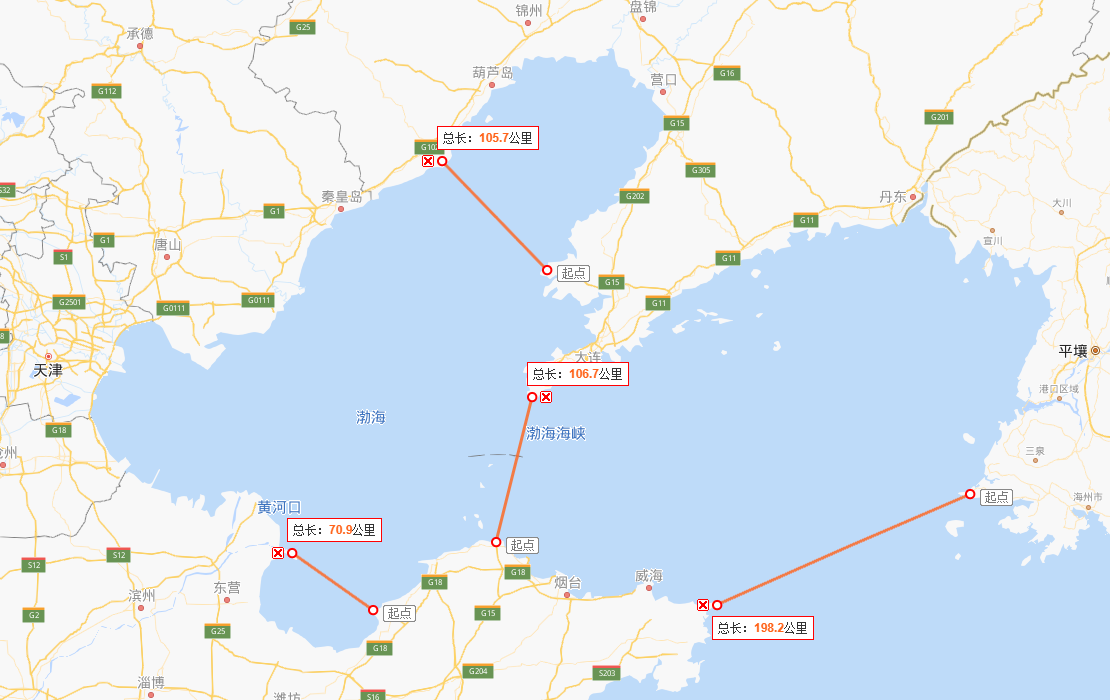 锦州
盘锦
G25
承德
葫芦岛
G16
营口
G112
G201
G15
总长：105.7公里
G305
S32
秦皇岛
G202
丹东
大川
G1
G11
宣川
G1
唐山
S1
G11
起点
G15
G2501
G0111
G0111
G11
平壤
大连
天津
总长：106.7公里
港口区域
渤海
G18
渤海海峡
三泉
起点
海州市
黄河口
总长：70.9公里
起点
S12
S12
G18
G18
烟台
威海
东营
滨州
起点
G2
G15
总长：198.2公里
G25
G18
G204
S203
淄博
潍坊
S16